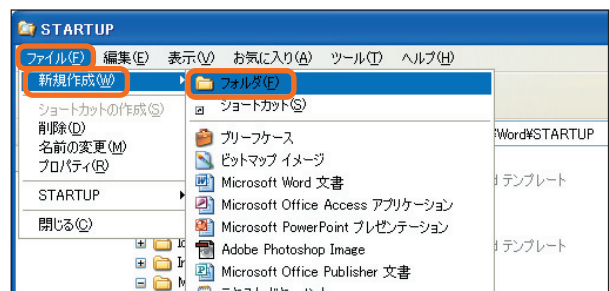 STARTUP
ファイル(F) 編集(E) 表示(V) お気に入り(A) ツール(T) ヘルプ(H)
新規作成(W)
ショートカットの作成(S)
削除(D)
名前の変更(M)
プロパティ(R)
STARTUP
閉じる(C)
フォルダ(F)
ショートカット(S)
ブリーフケース
ビットマップ イメージ
Microsoft Word 文書
Microsoft Office Access アプリケーション
Microsoft PowerPoint プレゼンテーション
Adobe Photoshop Image
Microsoft Office Publisher 文書
¥Word¥STARTUP
テンプレート
テンプレート